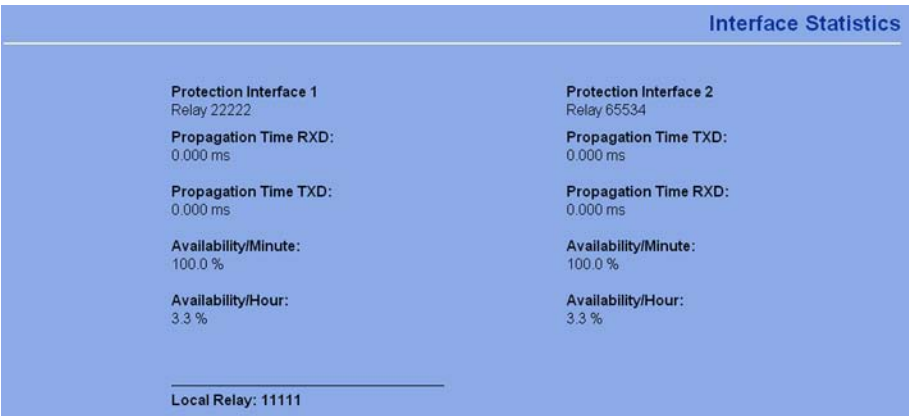 Interface Statistics
Protection Interface 1
Relay 22222
Propagation Time RXD:
0.000 ms
Propagation Time TXD:
0.000 ms
Availability/Minute:
100.0 %
Availability/Hour:
3.3 %
Protection Interface 2
Relay 65534
Propagation Time TXD:
0.000 ms
Propagation Time RXD:
0.000 ms
Availability/Minute:
100.0 %
Availability/Hour:
3.3 %
Local Relay: 11111